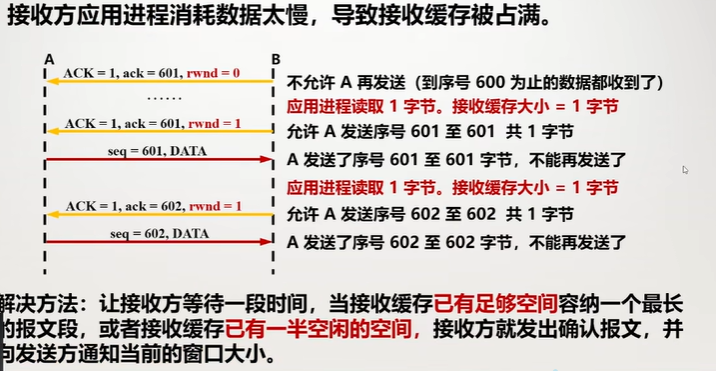 接收方应用进程消耗数据太慢，导致接收缓存被占满。
A B
ACK = 1, ack = 601, rwnd = 0
不允许 A 再发送（到序号 600 为止的数据都收到了）
......
应用进程读取 1 字节。接收缓存大小 = 1 字节
ACK = 1, ack = 601, rwnd = 1
允许 A 发送序号 601 至 601 共 1 字节
seq = 601, DATA
A 发送了序号 601 至 601 字节，不能再发送了
应用进程读取 1 字节。接收缓存大小 = 1 字节
ACK = 1, ack = 602, rwnd = 1
允许 A 发送序号 602 至 602 共 1 字节
seq = 602, DATA
A 发送了序号 602 至 602 字节，不能再发送了
解决方法：让接收方等待一段时间，当接收缓存已有足够空间容纳一个最长
的报文段，或者接收缓存已有一半空闲的空间，接收方就发出确认报文，并
向发送方通知当前的窗口大小。